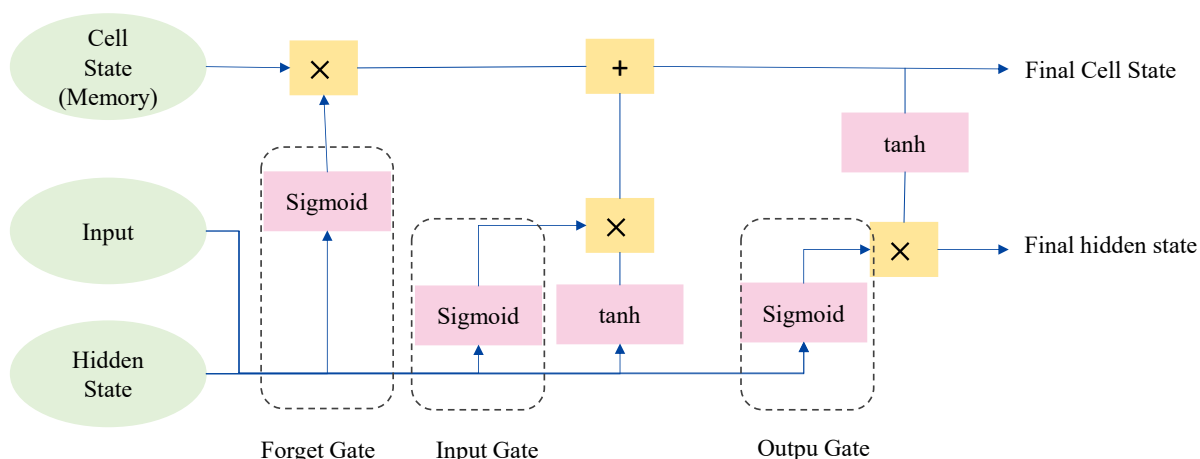 Cell
State
(Memory)
×
+
Final Cell State
tanh
Sigmoid
Input
×
×
Final hidden state
Sigmoid
tanh
Sigmoid
Hidden
State
Forget Gate
Input Gate
Outpu Gate